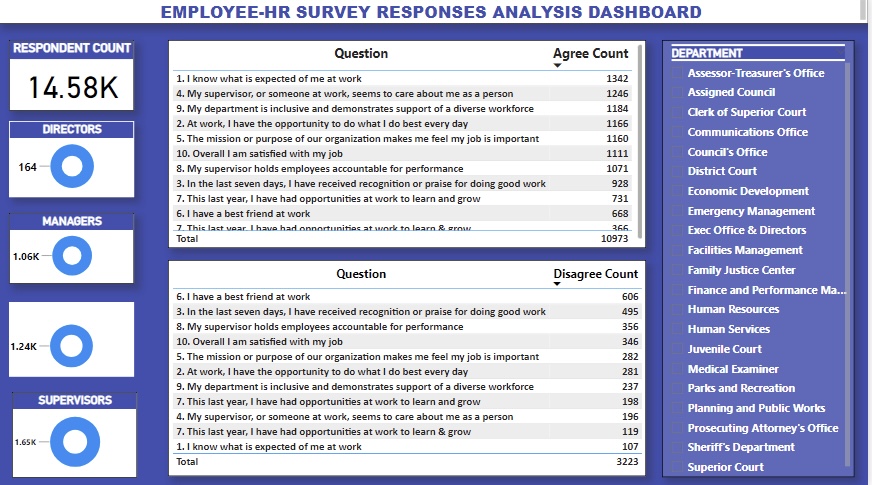 EMPLOYEE-HR SURVEY RESPONSES ANALYSIS DASHBOARD
RESPONDENT COUNT
14.58K
DIRECTORS
164
MANAGERS
1.06K
1.24K
SUPERVISORS
1.65K
Question Agree Count
1. I know what is expected of me at work 1342
4. My supervisor, or someone at work, seems to care about me as a person 1246
9. My department is inclusive and demonstrates support of a diverse workforce 1184
2. At work, I have the opportunity to do what I do best every day 1166
5. The mission or purpose of our organization makes me feel my job is important 1160
10. Overall I am satisfied with my job 1111
8. My supervisor holds employees accountable for performance 1071
3. In the last seven days, I have received recognition or praise for doing good work 928
7. This last year, I have had opportunities at work to learn and grow 731
6. I have a best friend at work 668
7. This last year, I have had opportunities at work to learn & grow 366
Total 10973
Question Disagree Count
6. I have a best friend at work 606
3. In the last seven days, I have received recognition or praise for doing good work 495
8. My supervisor holds employees accountable for performance 356
10. Overall I am satisfied with my job 346
5. The mission or purpose of our organization makes me feel my job is important 282
2. At work, I have the opportunity to do what I do best every day 281
9. My department is inclusive and demonstrates support of a diverse workforce 237
7. This last year, I have had opportunities at work to learn and grow 198
4. My supervisor, or someone at work, seems to care about me as a person 196
7. This last year, I have had opportunities at work to learn & grow 119
1. I know what is expected of me at work 107
Total 3223
DEPARTMENT
Assessor-Treasurer's Office
Assigned Council
Clerk of Superior Court
Communications Office
Council's Office
District Court
Economic Development
Emergency Management
Exec Office & Directors
Facilities Management
Family Justice Center
Finance and Performance Ma...
Human Resources
Human Services
Juvenile Court
Medical Examiner
Parks and Recreation
Planning and Public Works
Prosecuting Attorney's Office
Sheriff's Department
Superior Court